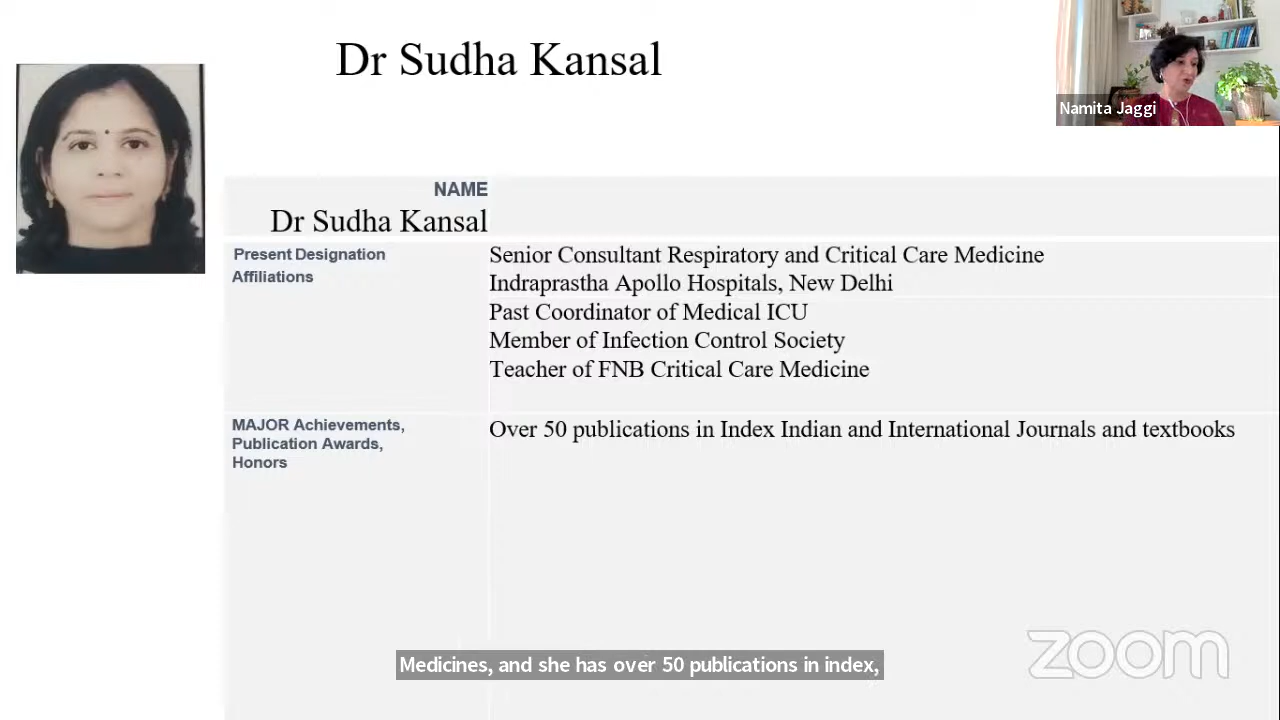 Dr Sudha Kansal
Namita Jaggi
NAME
Dr Sudha Kansal
Present Designation
Affiliations
Senior Consultant Respiratory and Critical Care Medicine
Indraprastha Apollo Hospitals, New Delhi
Past Coordinator of Medical ICU
Member of Infection Control Society
Teacher of FNB Critical Care Medicine
MAJOR Achievements,
Publication Awards,
Honors
Over 50 publications in Index Indian and International Journals and textbooks
Medicines, and she has over 50 publications in index,
zoom